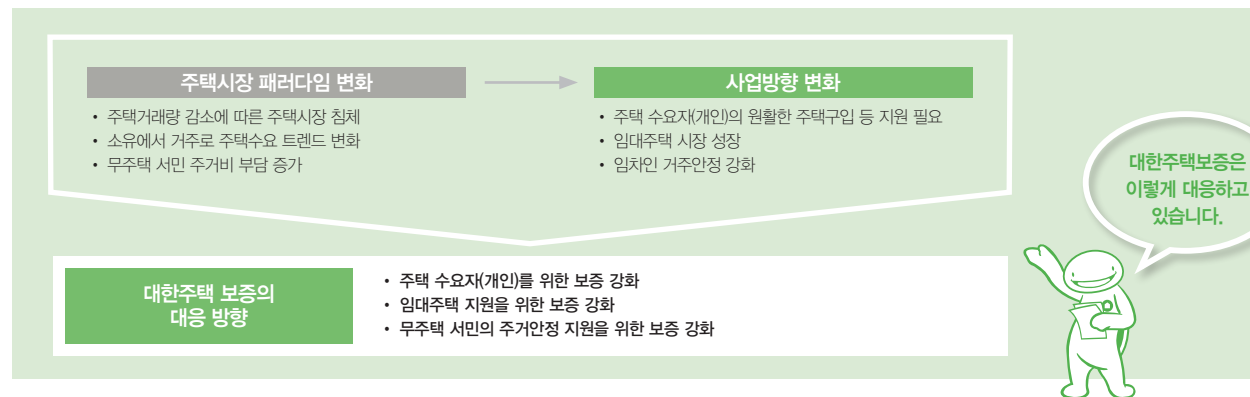 주택시장 패러다임 변화
• 주택거래량 감소에 따른 주택시장 침체
• 소유에서 거주로 주택수요 트렌드 변화
• 무주택 서민 주거비 부담 증가
사업방향 변화
• 주택 수요자(개인)의 원활한 주택구입 등 지원 필요
• 임대주택 시장 성장
• 임차인 거주안정 강화
대한주택보증은
이렇게 대응하고
있습니다.
대한주택 보증의
대응 방향
• 주택 수요자(개인)를 위한 보증 강화
• 임대주택 지원을 위한 보증 강화
• 무주택 서민의 주거안정 지원을 위한 보증 강화